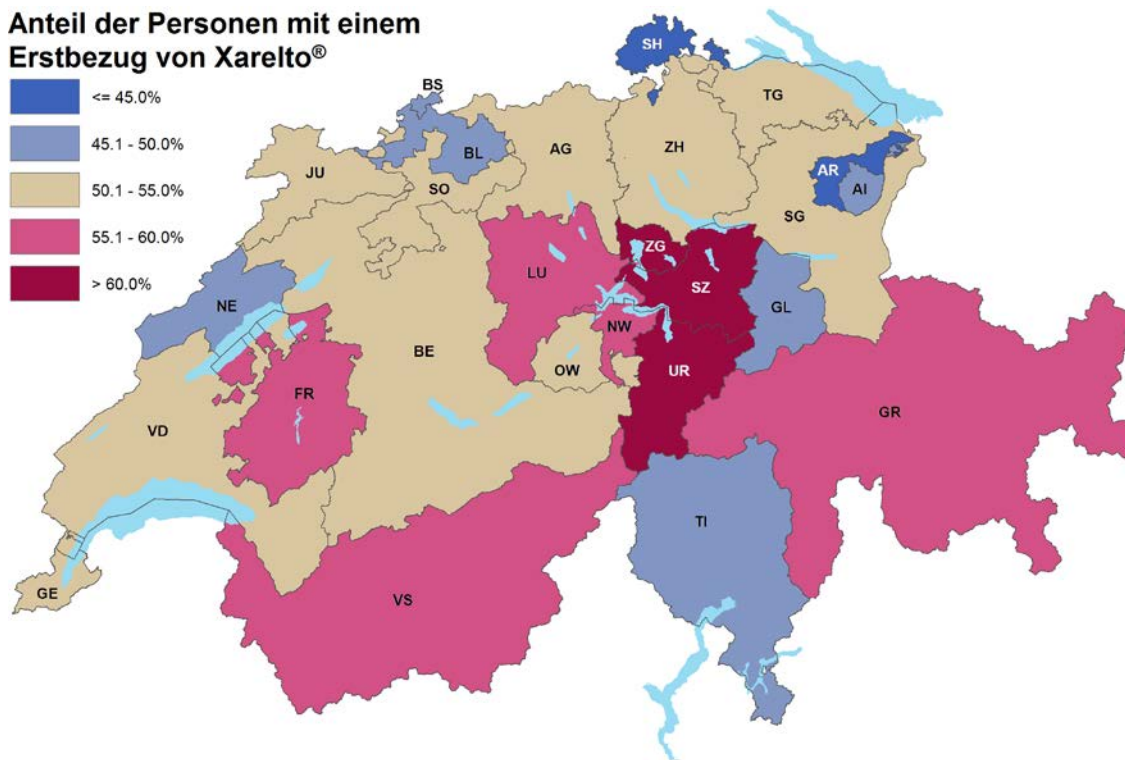 Anteil der Personen mit einem
Erstbezug von Xarelto®
<= 45.0%
45.1 - 50.0%
50.1 - 55.0%
55.1 - 60.0%
> 60.0%
SH
BS
TG
BL
AG
ZH
JU
SO
AR
AI
SG
ZG
LU
SZ
NE
GL
NW
BE
OW
UR
FR
GR
VD
TI
GE
VS